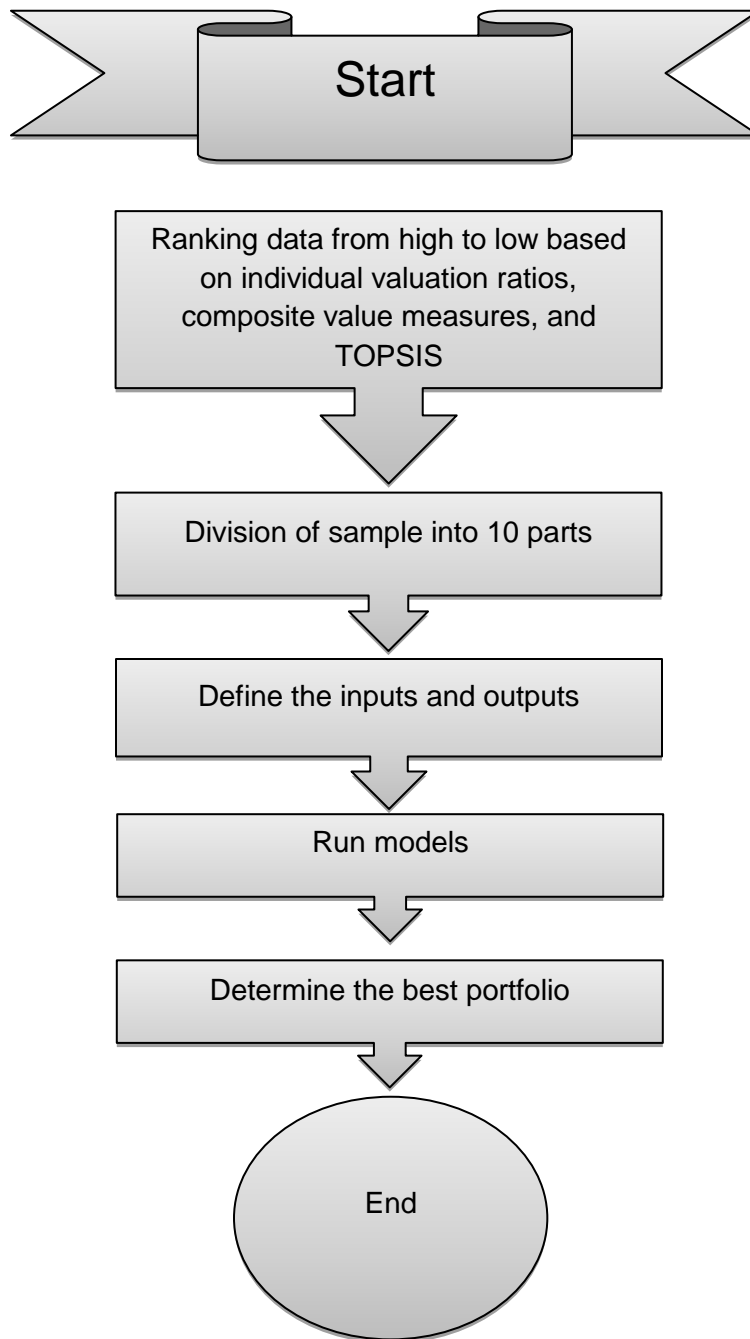 Start
Ranking data from high to low based
on individual valuation ratios,
composite value measures, and
TOPSIS
Division of sample into 10 parts
Define the inputs and outputs
Run models
Determine the best portfolio
End